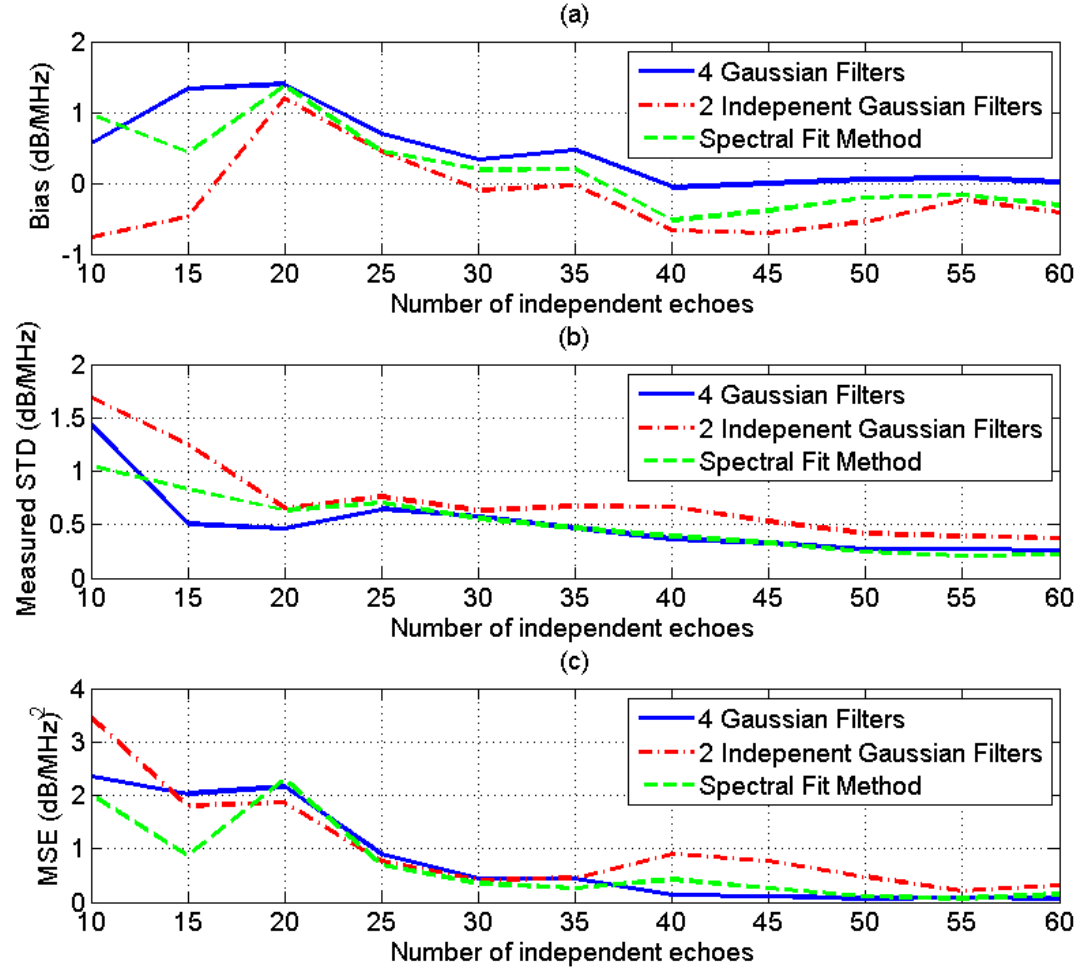 (a)
Bias (dB/MHz)
2
1
0
-1
4 Gaussian Filters
2 Indepenent Gaussian Filters
Spectral Fit Method
10 15 20 25 30 35 40 45 50 55 60
Number of independent echoes
(b)
Measured STD (dB/MHz)
2
1.5
1
0.5
0
4 Gaussian Filters
2 Indepenent Gaussian Filters
Spectral Fit Method
10 15 20 25 30 35 40 45 50 55 60
Number of independent echoes
(c)
MSE (dB/MHz)²
4
3
2
1
0
4 Gaussian Filters
2 Indepenent Gaussian Filters
Spectral Fit Method
10 15 20 25 30 35 40 45 50 55 60
Number of independent echoes